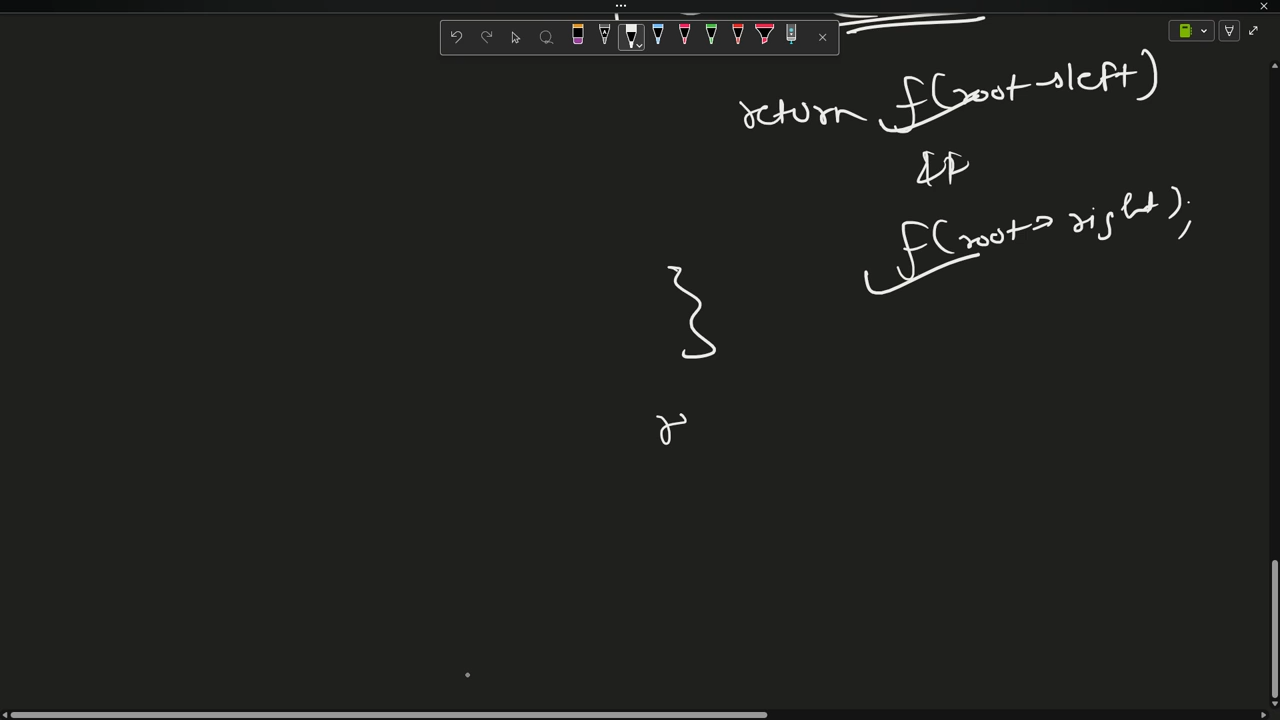 return f(root→left)
&&
f(root→right);
}
r